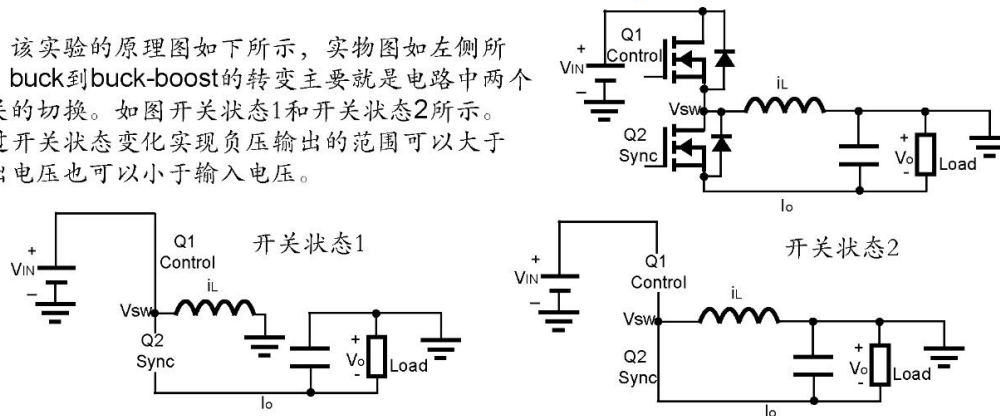 该实验的原理图如下所示，实物图如左侧所
buck到buck-boost的转变主要就是电路中两个
的切换。如图开关状态1和开关状态2所示。
开关状态变化实现负压输出的范围可以大于
电压也可以小于输入电压。
Q1
Control
VIN
+
–
Vsw
iL
Q2
Sync
+
Vo
-
Load
Io
开关状态1
+
VIN
–
Q1
Control
iL
Vsw
Q2
Sync
+
Vo
-
Load
Io
开关状态2
+
VIN
–
Q1
Control
iL
Vsw
Q2
Sync
+
Vo
-
Load
Io